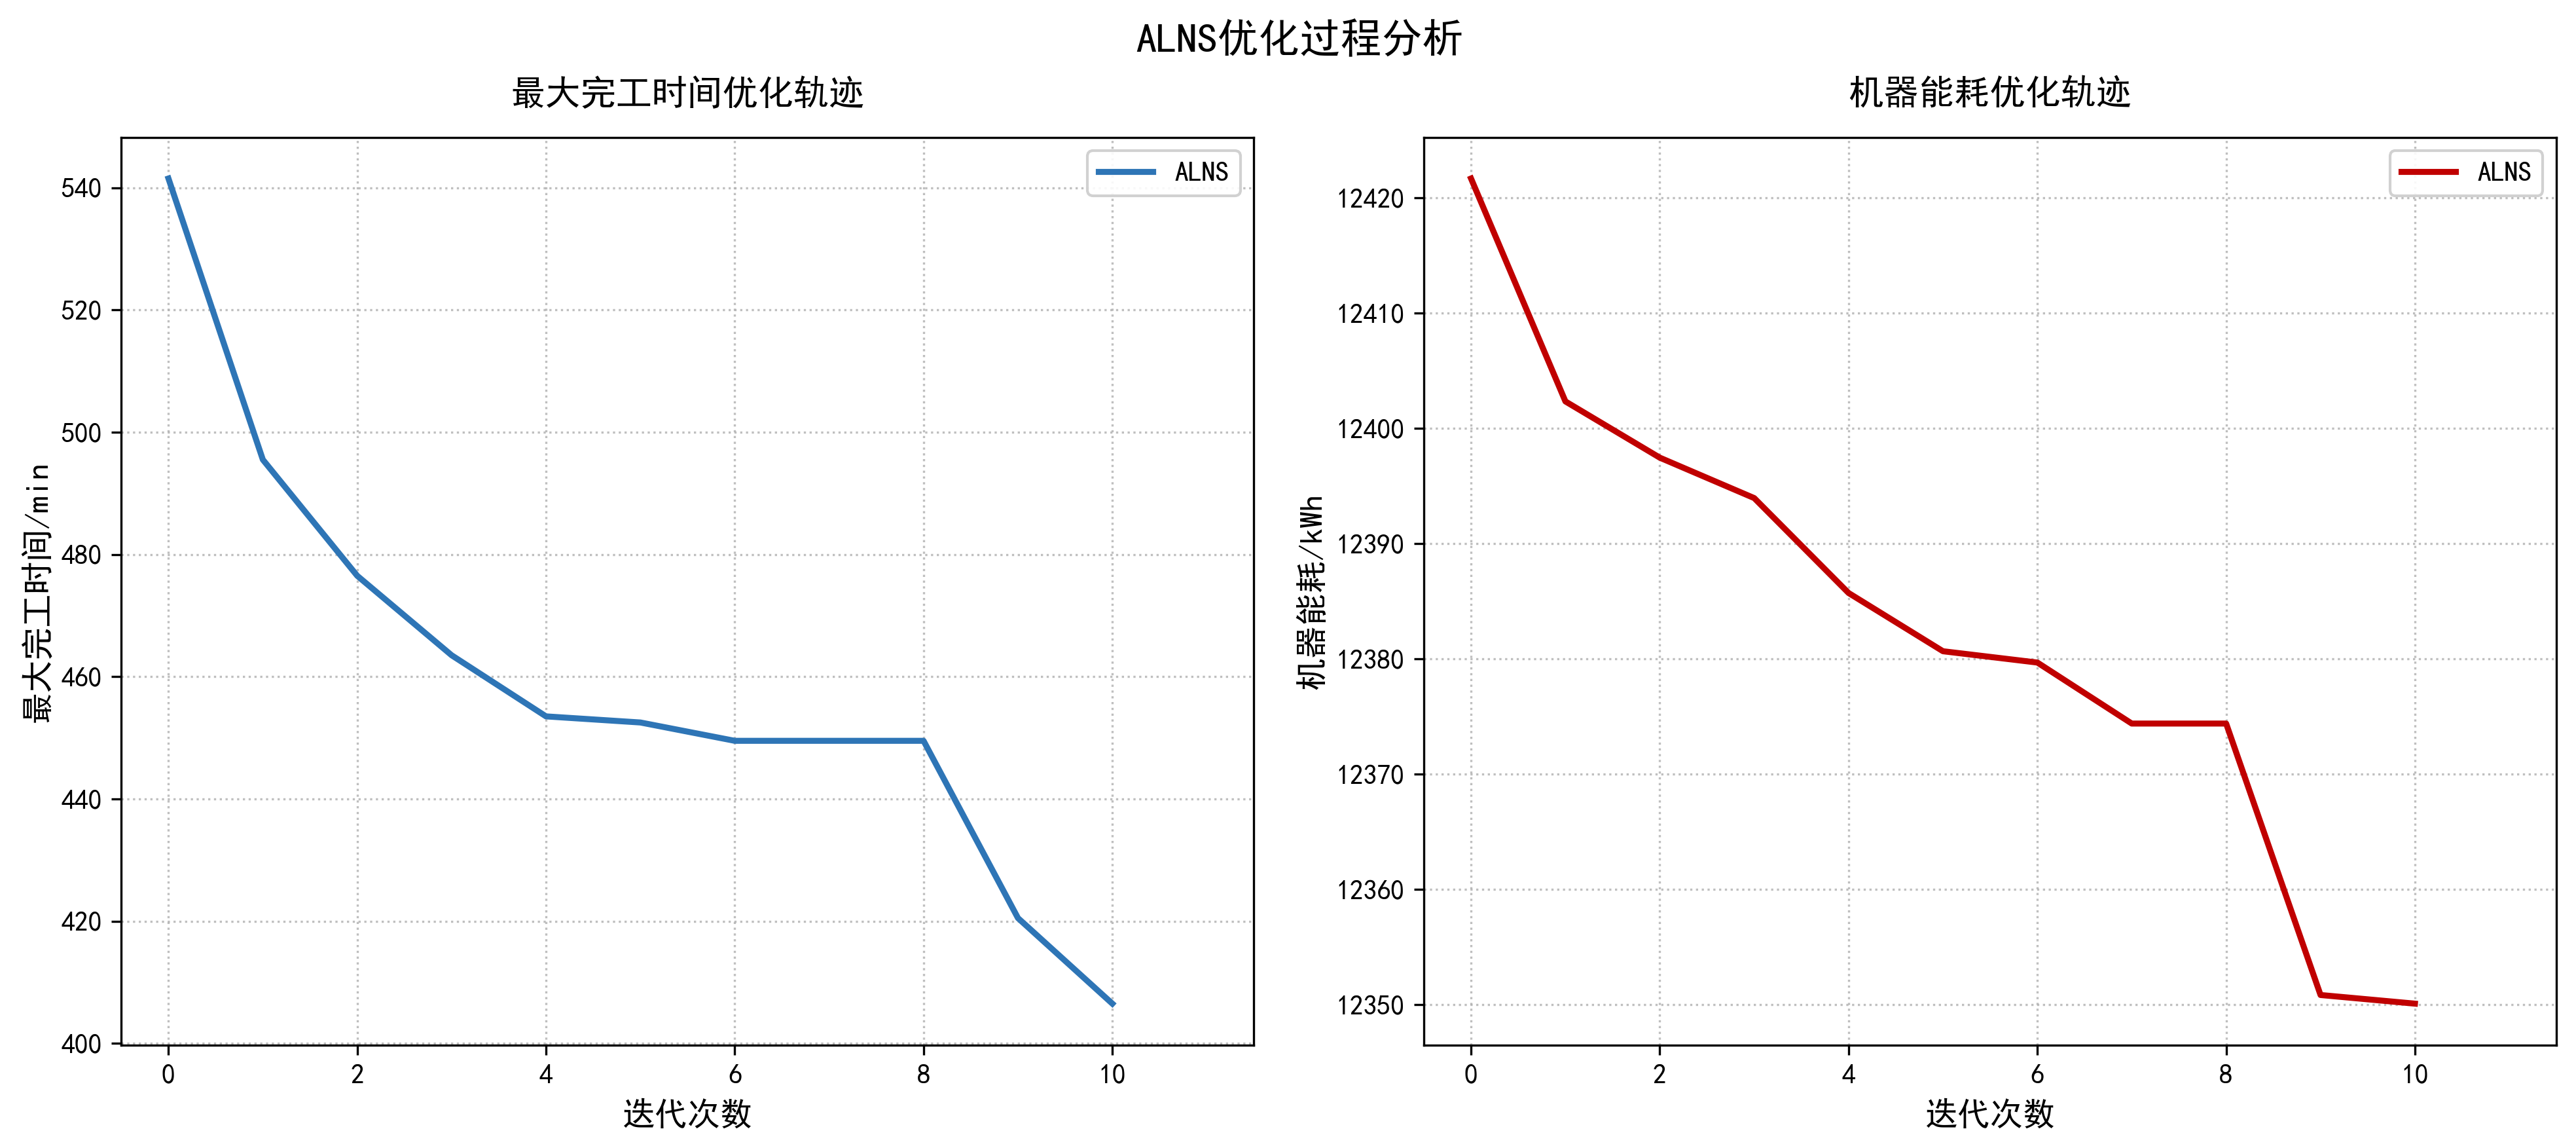 ALNS优化过程分析
最大完工时间优化轨迹
ALNS
540
520
500
480
460
440
420
400
最大完工时间/min
0 2 4 6 8 10
迭代次数
机器能耗优化轨迹
ALNS
12420
12410
12400
12390
12380
12370
12360
12350
机器能耗/kWh
0 2 4 6 8 10
迭代次数